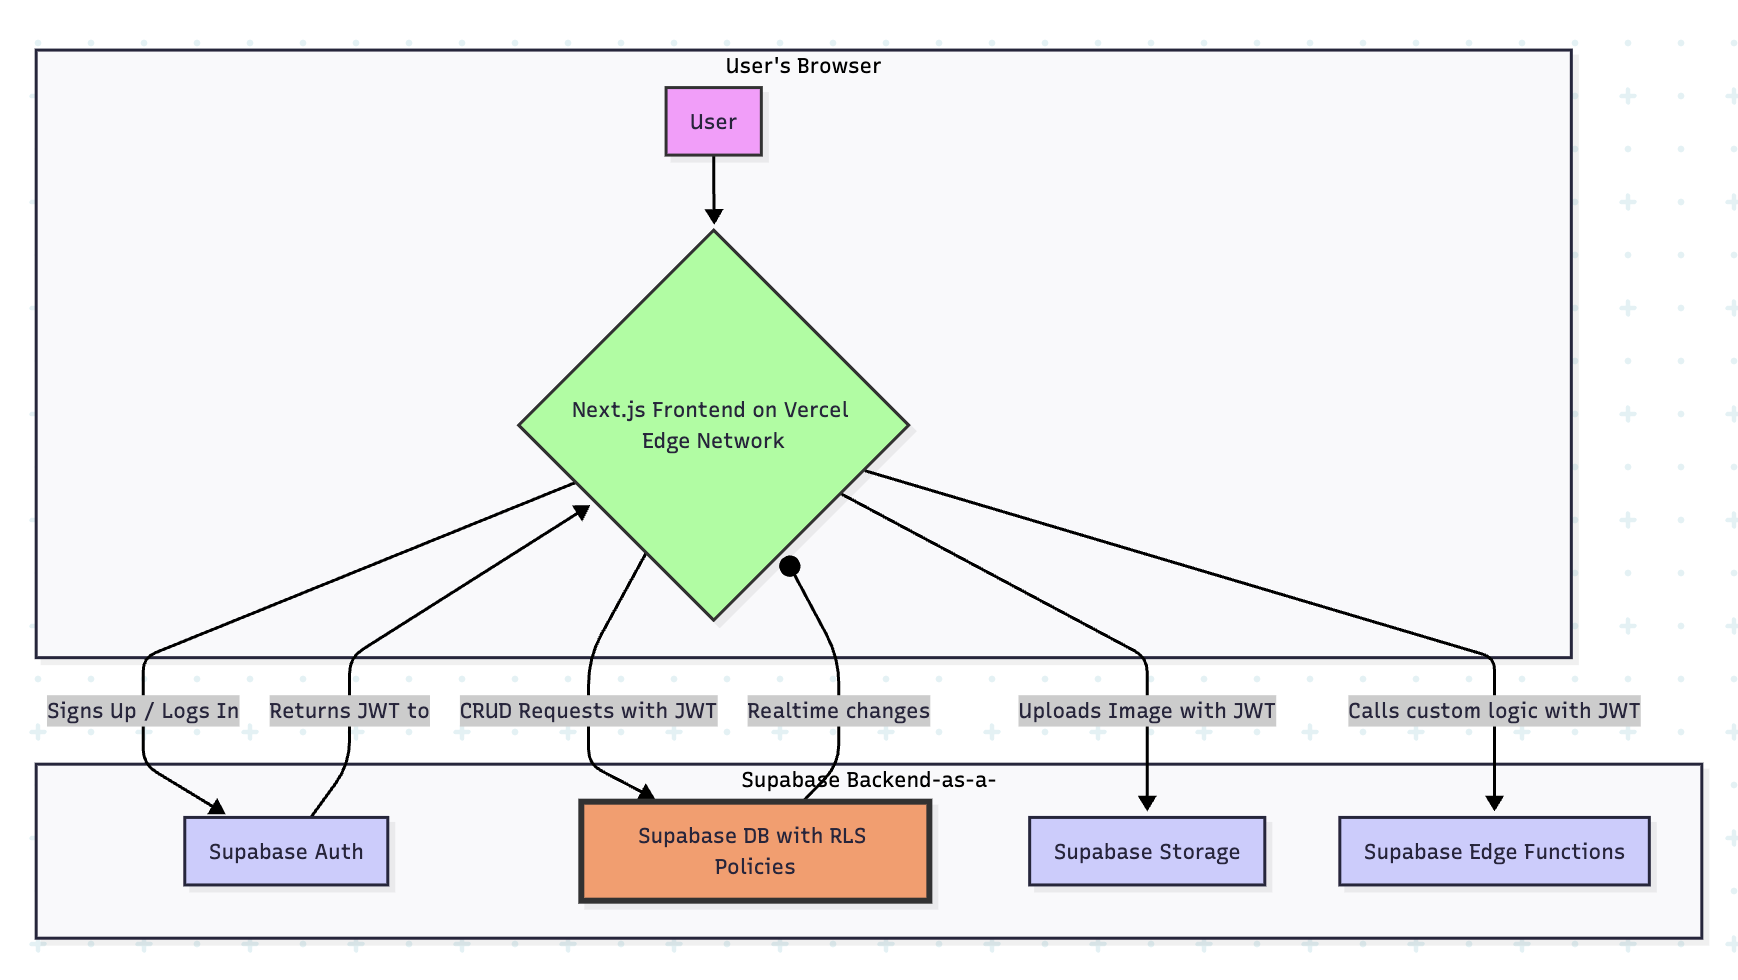 User's Browser
User
Next.js Frontend on Vercel
Edge Network
Signs Up / Logs In
Returns JWT to
CRUD Requests with JWT
Realtime changes
Uploads Image with JWT
Calls custom logic with JWT
Supabase Backend-as-a-
Supabase Auth
Supabase DB with RLS
Policies
Supabase Storage
Supabase Edge Functions